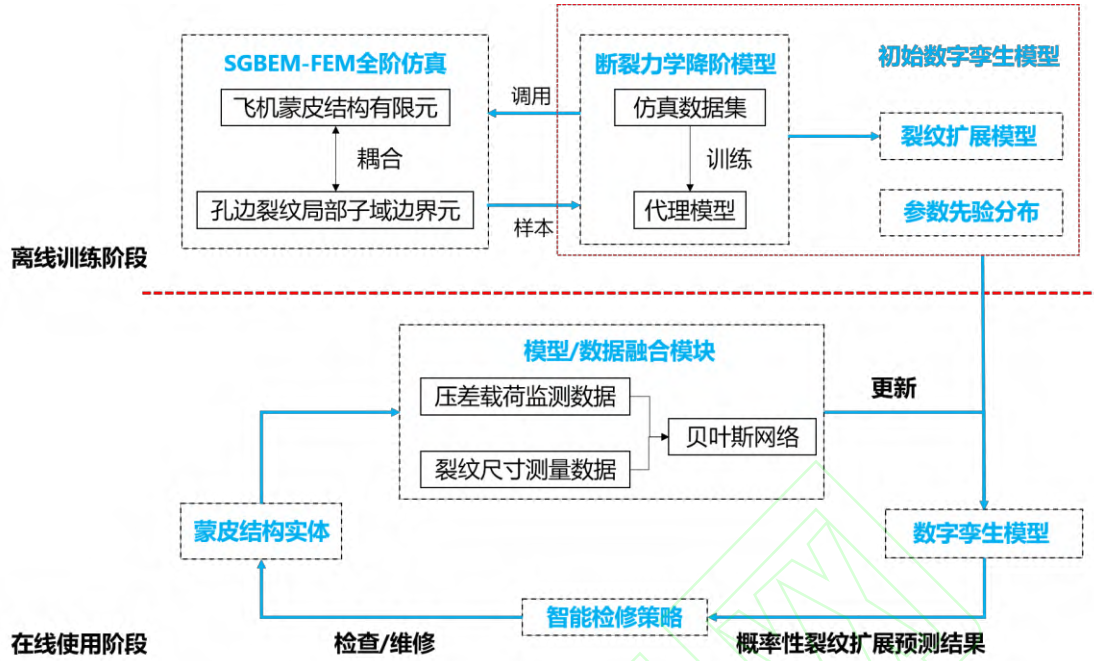 SGBEM-FEM全阶仿真
飞机蒙皮结构有限元
耦合
孔边裂纹局部子域边界元
调用
样本
断裂力学降阶模型
仿真数据集
训练
代理模型
初始数字孪生模型
裂纹扩展模型
参数先验分布
离线训练阶段
模型/数据融合模块
压差载荷监测数据
裂纹尺寸测量数据
贝叶斯网络
更新
蒙皮结构实体
数字孪生模型
智能检修策略
在线使用阶段
检查/维修
概率性裂纹扩展预测结果